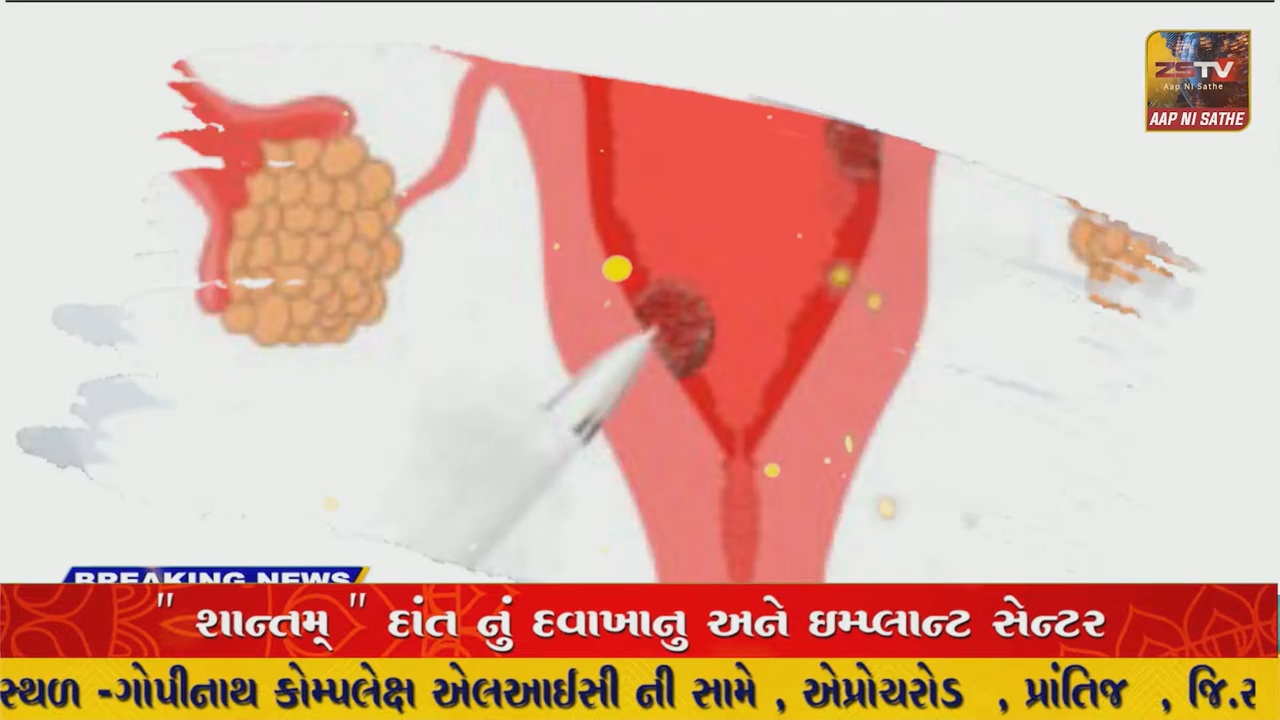 ZSTV
Aap Ni Sathe
AAP NI SATHE
BREAKING NEWS
" શાન્તમ્ " દાંત નું દવાખાનુ અને ઇમ્પ્લાન્ટ સેન્ટર
સ્થળ -ગોપીનાથ કોમ્પલેક્ષ એલઆઈસી ની સામે , એપ્રોચરોડ , પ્રાંતિજ , જિ.